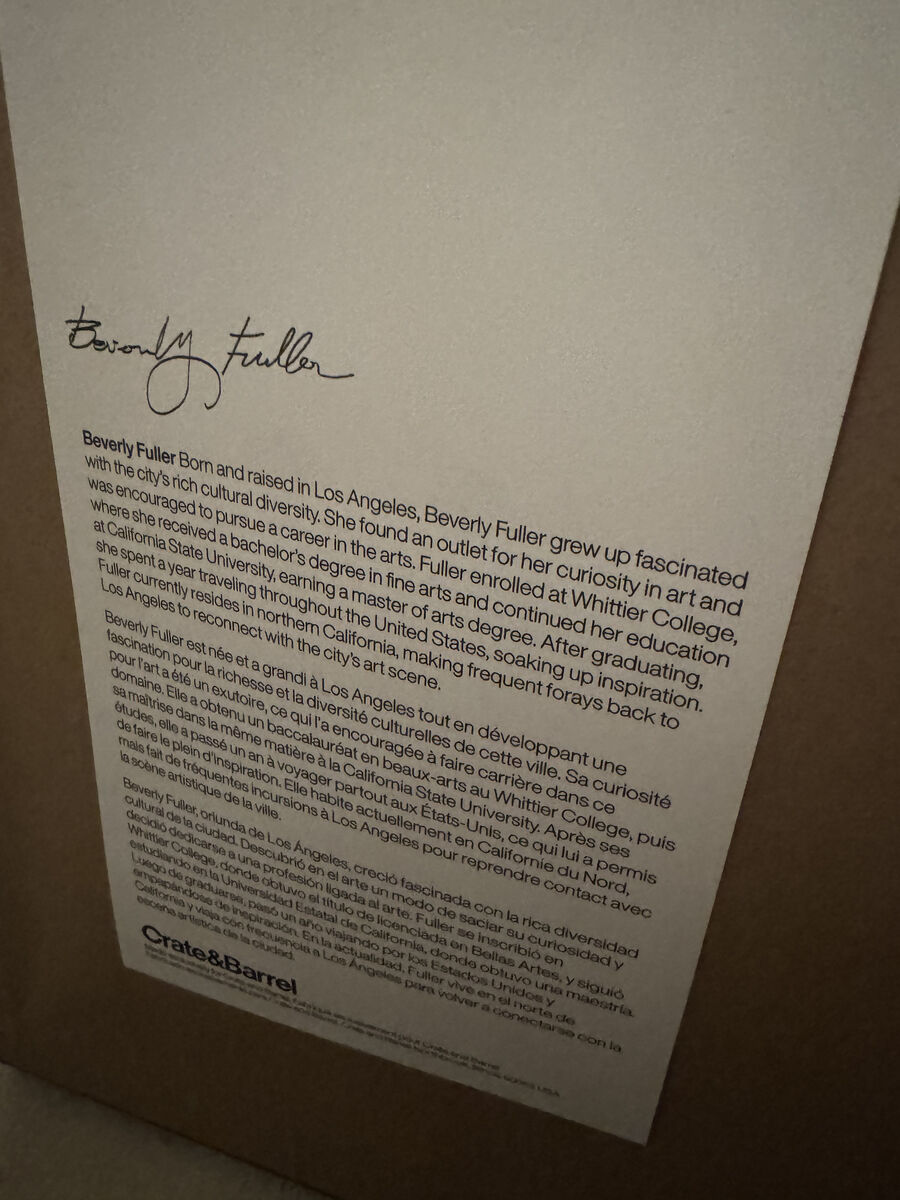 Beverly Fuller
Beverly Fuller Born and raised in Los Angeles, Beverly Fuller grew up fascinated
with the city's rich cultural diversity. She found an outlet for her curiosity in art and
was encouraged to pursue a career in the arts. Fuller enrolled at Whittier College,
where she received a bachelor's degree in fine arts and continued her education
at California State University, earning a master of arts degree. After graduating,
she spent a year traveling throughout the United States, soaking up inspiration.
Fuller currently resides in northern California, making frequent forays back to
Los Angeles to reconnect with the city's art scene.
Beverly Fuller est née et a grandi à Los Angeles tout en développant une
fascination pour la richesse et la diversité culturelles de cette ville. Sa curiosité
pour l'art a été un exutoire, ce qui l'a encouragée à faire carrière dans ce
domaine. Elle a obtenu un baccalauréat en beaux-arts au Whittier College, puis
sa maîtrise dans la même matière à la California State University. Après ses
études, elle a passé un an à voyager partout aux États-Unis, ce qui lui a permis
de faire le plein d'inspiration. Elle habite actuellement en Californie du Nord,
mais fait de fréquentes incursions à Los Angeles pour reprendre contact avec
la scène artistique de la ville.
Beverly Fuller, oriunda de Los Ángeles, creció fascinada con la rica diversidad
cultural de la ciudad. Descubrió en el arte un modo de saciar su curiosidad y
decidió dedicarse a una profesión ligada al arte. Fuller se inscribió en
Whittier College, donde obtuvo el título de licenciada en Bellas Artes, y siguió
estudiando en la Universidad Estatal de California, donde obtuvo una maestría.
Luego de graduarse, pasó un año viajando por los Estados Unidos y
empapándose de inspiración. En la actualidad, Fuller vive en el norte de
California y viaja con frecuencia a Los Ángeles para volver a conectarse con la
escena artística de la ciudad.
Crate&Barrel